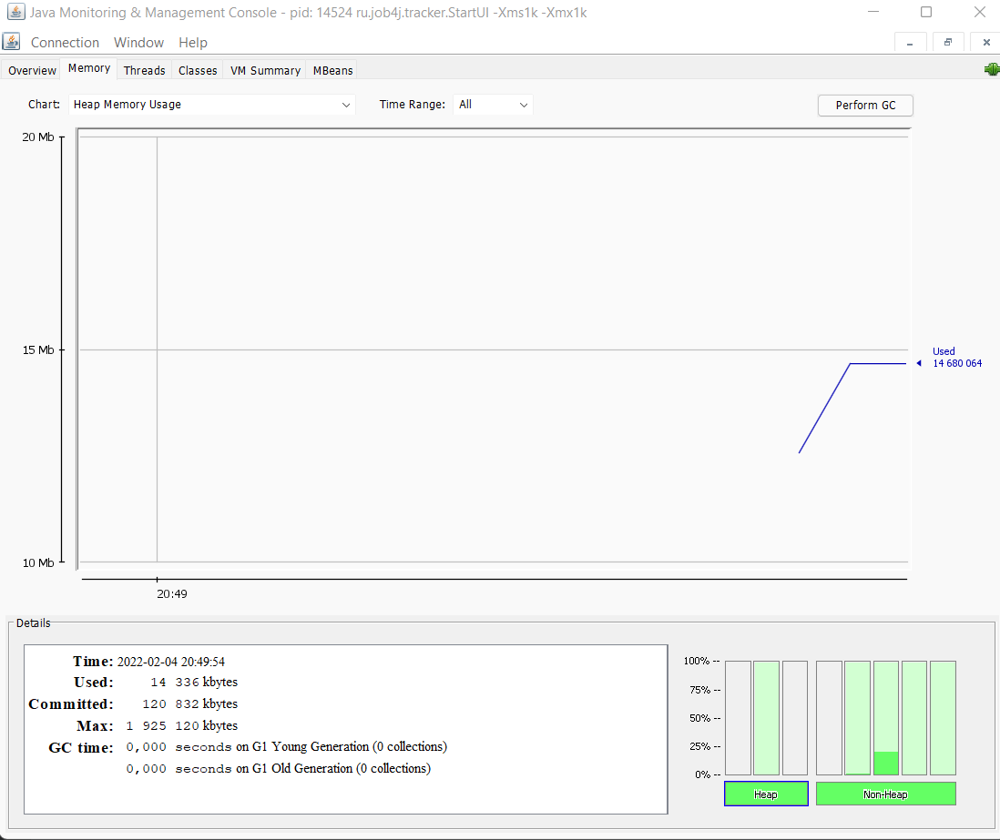 Java Monitoring & Management Console - pid: 14524 ru.job4j.tracker.StartUI -Xms1k -Xmx1k
Connection Window Help
Overview Memory Threads Classes VM Summary MBeans
Chart: Heap Memory Usage Time Range: All Perform GC
20 Mb
15 Mb
Used
14 680 064
10 Mb
20:49
Details
Time: 2022-02-04 20:49:54
Used: 14 336 kbytes
Committed: 120 832 kbytes
Max: 1 925 120 kbytes
GC time: 0,000 seconds on G1 Young Generation (0 collections)
0,000 seconds on G1 Old Generation (0 collections)
100% --
75% --
50% --
25% --
0% --
Heap Non-Heap